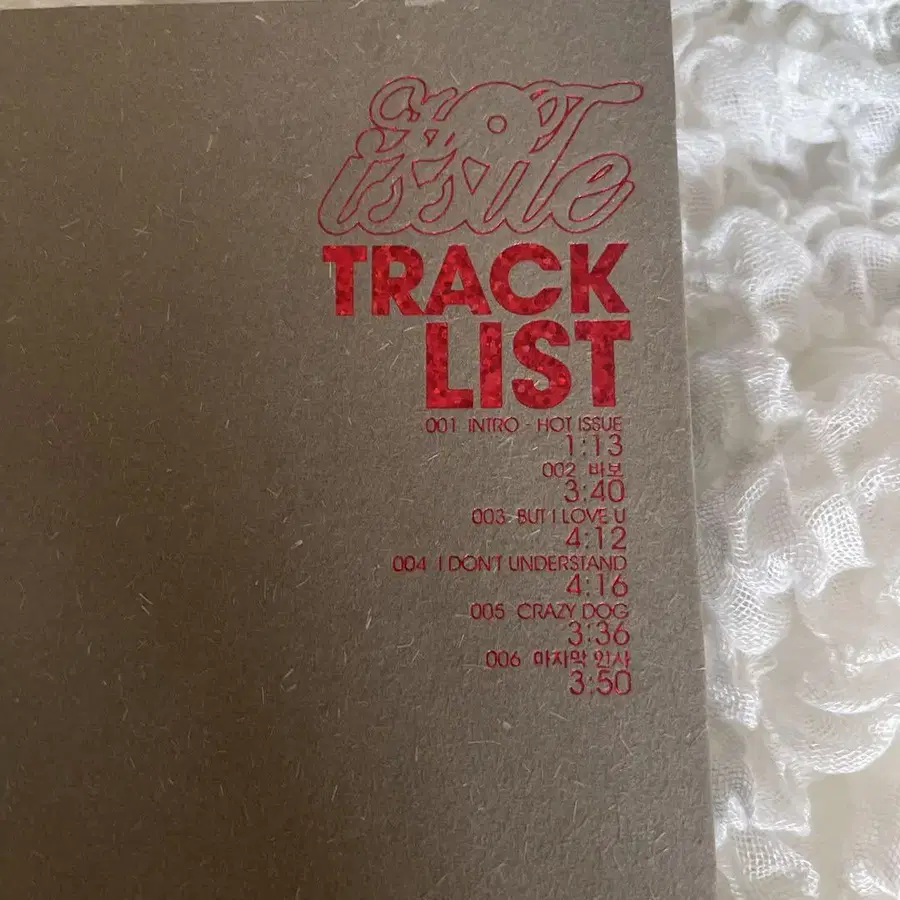 HOT
issue
TRACK
LIST
001 INTRO - HOT ISSUE
1:13
002 바보
3:40
003 BUT I LOVE U
4:12
004 I DON'T UNDERSTAND
4:16
005 CRAZY DOG
3:36
006 마지막 인사
3:50